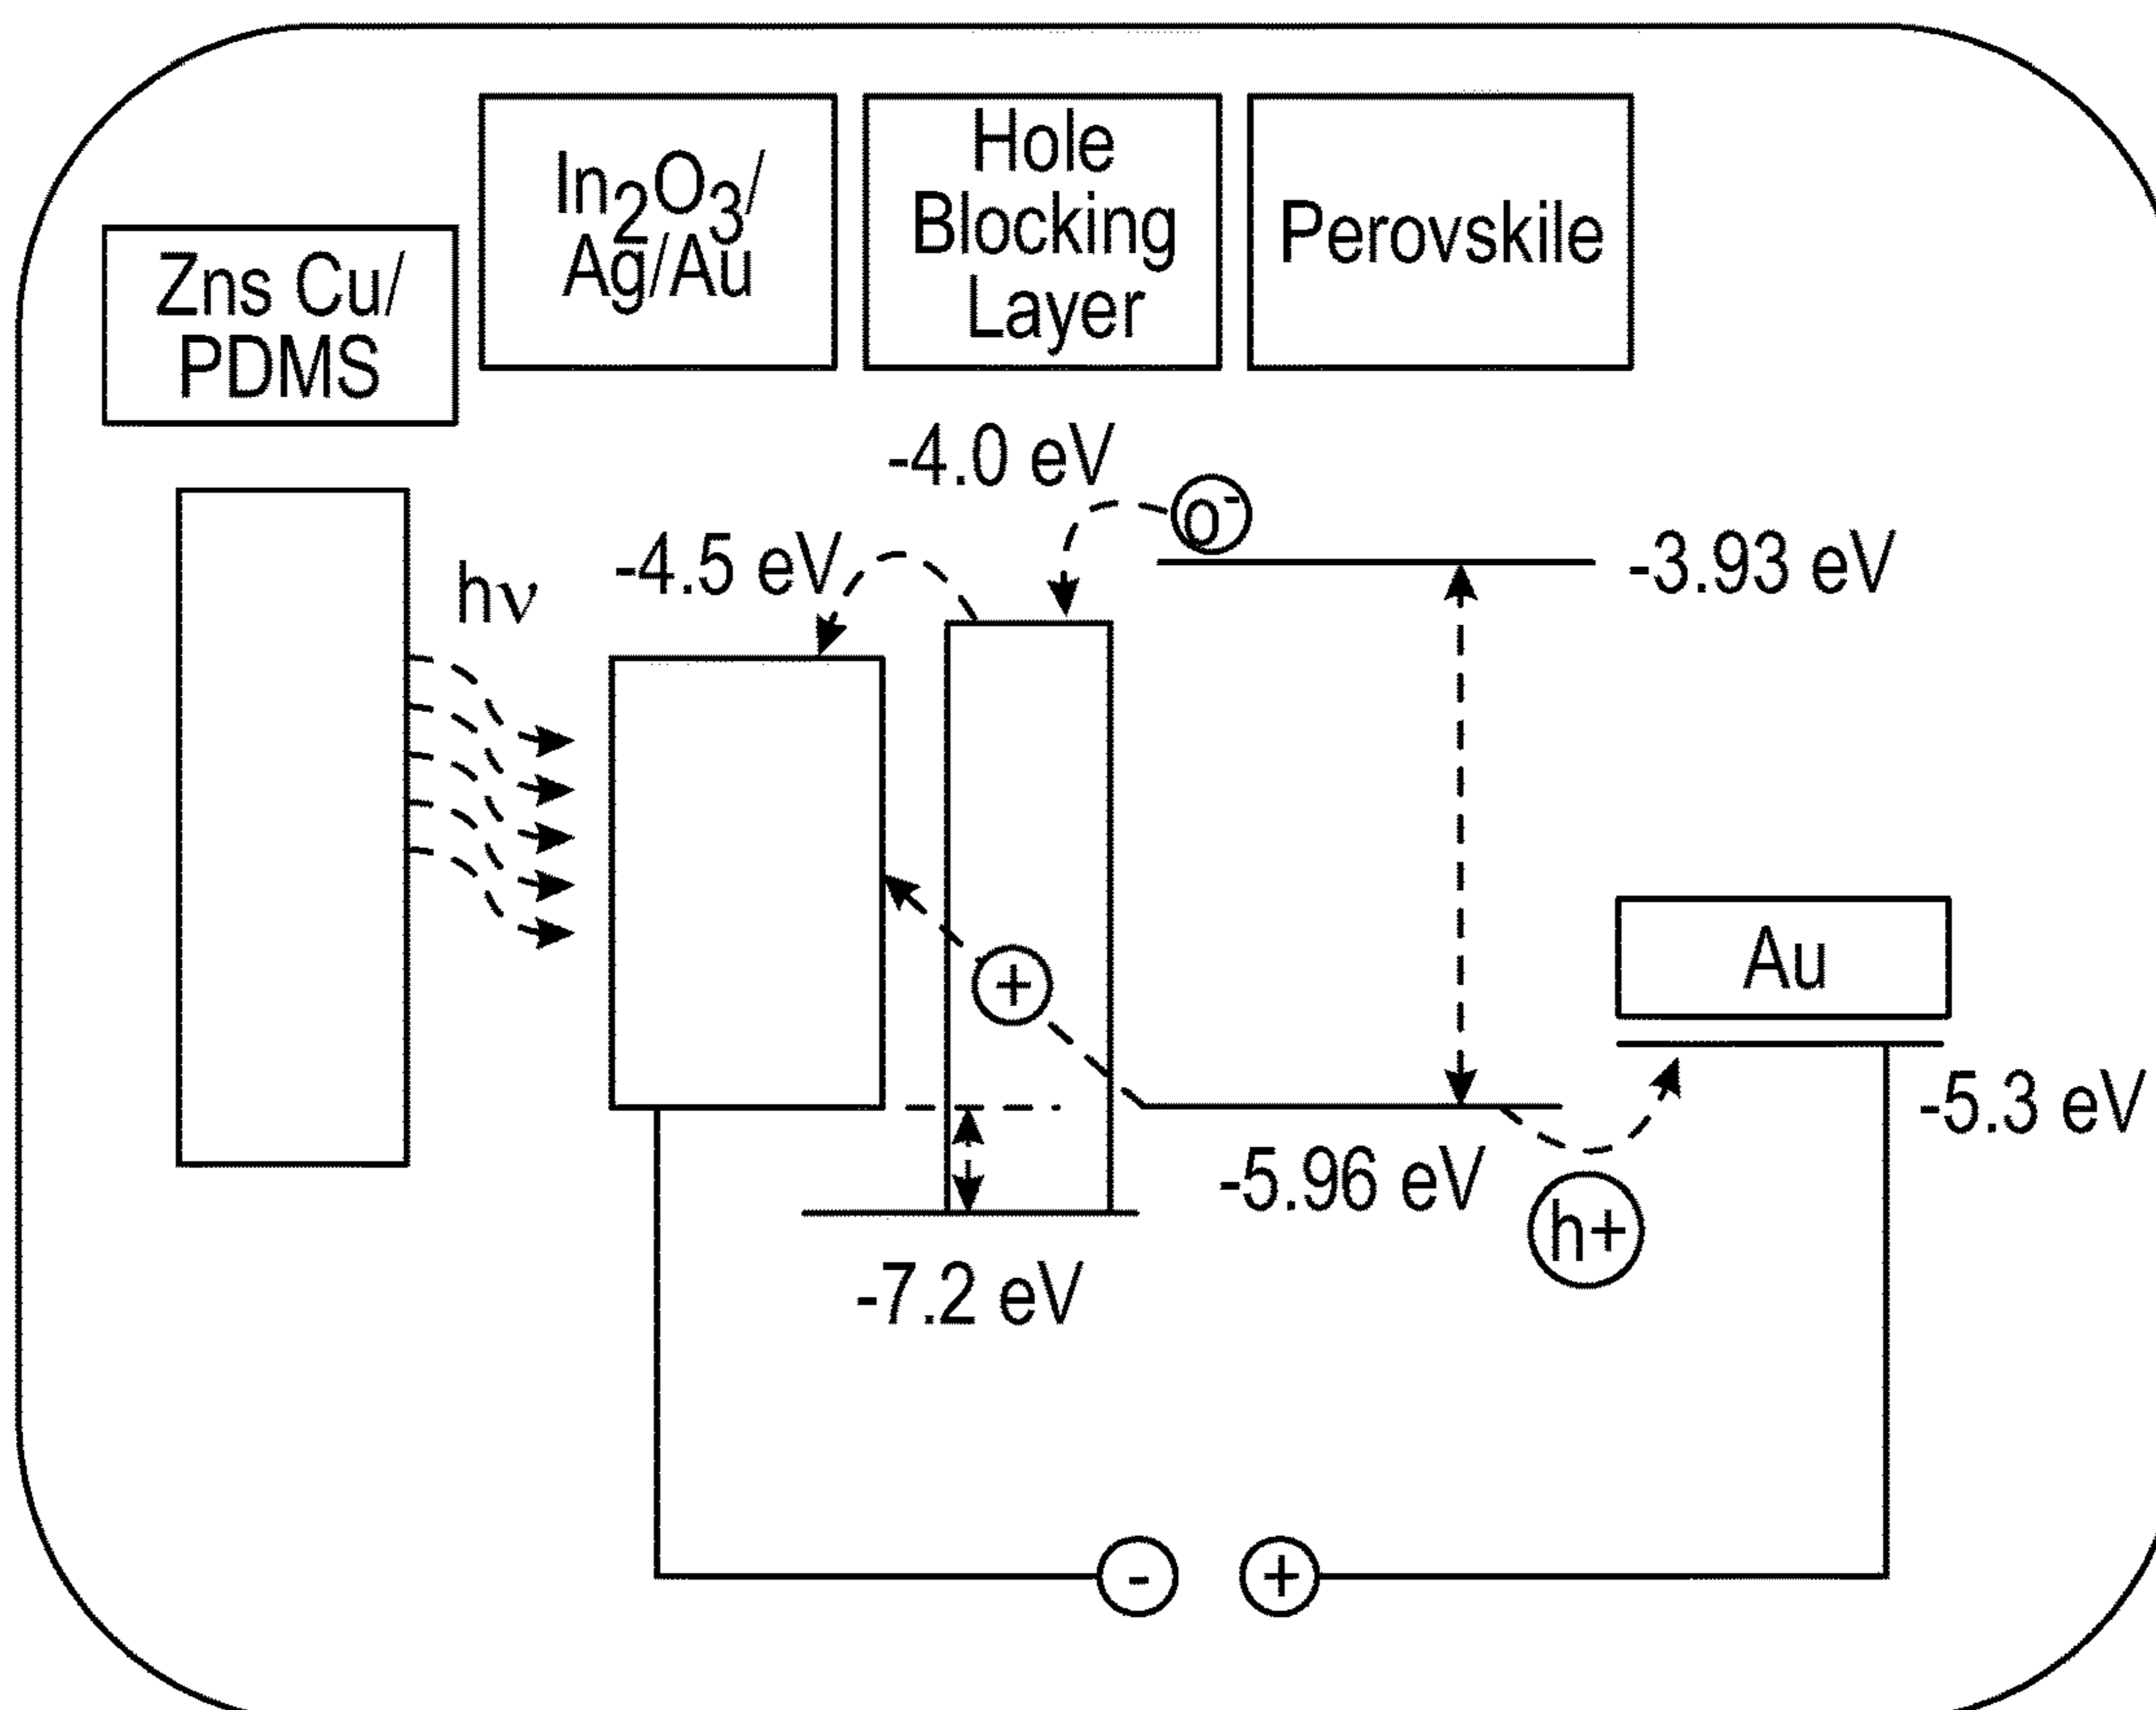 Zns Cu/
PDMS
In₂O₃/
Ag/Au
Hole
Blocking
Layer
Perovskile
-4.0 eV
o⁻
-4.5 eV
-3.93 eV
hν
+
Au
-5.3 eV
-5.96 eV
h+
-7.2 eV
- +